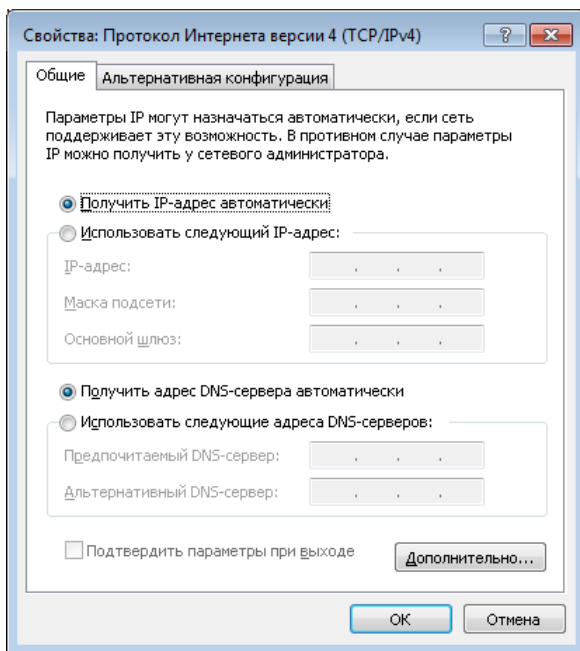 Свойства: Протокол Интернета версии 4 (TCP/IPv4)
Общие
Альтернативная конфигурация
Параметры IP могут назначаться автоматически, если сеть
поддерживает эту возможность. В противном случае параметры
IP можно получить у сетевого администратора.
Получить IP-адрес автоматически
Использовать следующий IP-адрес:
IP-адрес:
Маска подсети:
Основной шлюз:
Получить адрес DNS-сервера автоматически
Использовать следующие адреса DNS-серверов:
Предпочитаемый DNS-сервер:
Альтернативный DNS-сервер:
Подтвердить параметры при выходе
Дополнительно...
ОК
Отмена